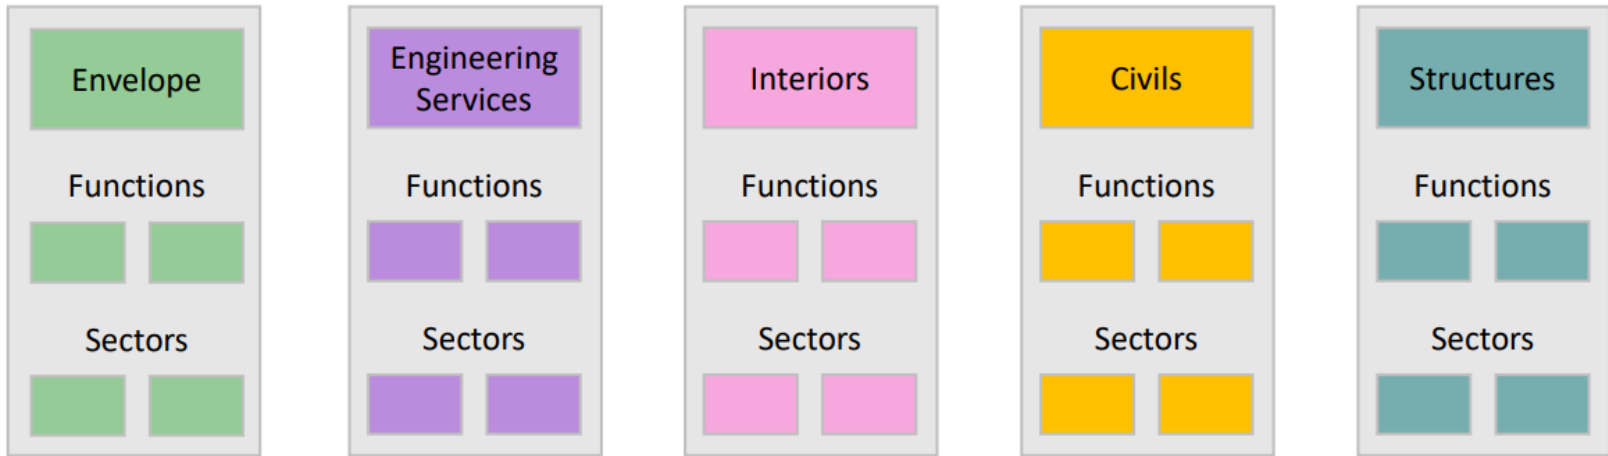 Envelope
Engineering
Services
Interiors
Civils
Structures
Functions
Functions
Functions
Functions
Functions
Sectors
Sectors
Sectors
Sectors
Sectors